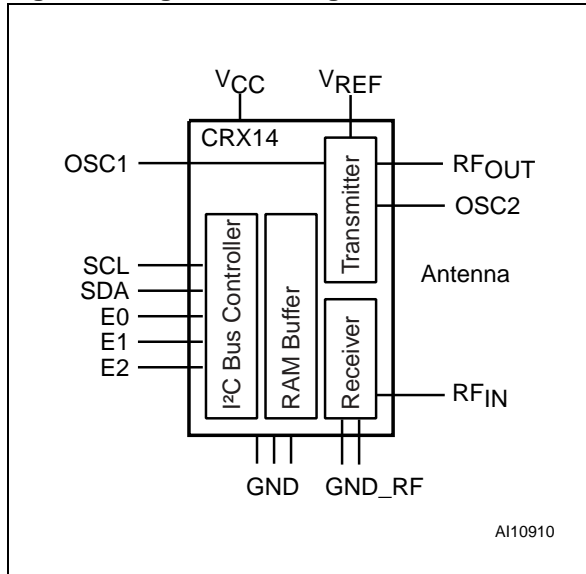 VCC
VREF
CRX14
OSC1
RFOUT
OSC2
Transmitter
Antenna
SCL
SDA
E0
E1
E2
I²C Bus Controller
RAM Buffer
Receiver
RFIN
GND
GND_RF
AI10910